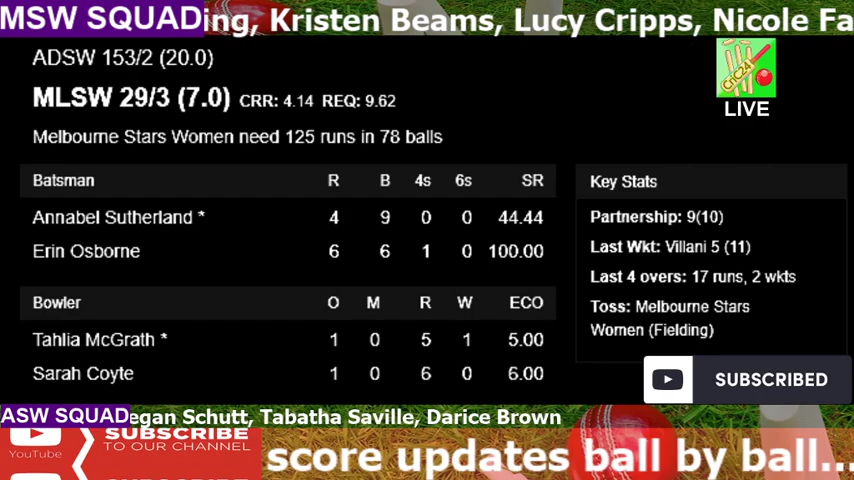 MSW SQUAD ing, Kristen Beams, Lucy Cripps, Nicole Fa
ADSW 153/2 (20.0)
MLSW 29/3 (7.0) CRR: 4.14 REQ: 9.62
CriC24
LIVE
Melbourne Stars Women need 125 runs in 78 balls
Batsman R B 4s 6s SR
Annabel Sutherland * 4 9 0 0 44.44
Erin Osborne 6 6 1 0 100.00
Bowler O M R W ECO
Tahlia McGrath * 1 0 5 1 5.00
Sarah Coyte 1 0 6 0 6.00
Key Stats
Partnership: 9(10)
Last Wkt: Villani 5 (11)
Last 4 overs: 17 runs, 2 wkts
Toss: Melbourne Stars
Women (Fielding)
SUBSCRIBED
ASW SQUAD egan Schutt, Tabatha Saville, Darice Brown
YouTube
SUBSCRIBE
TO OUR CHANNEL
score updates ball by ball...